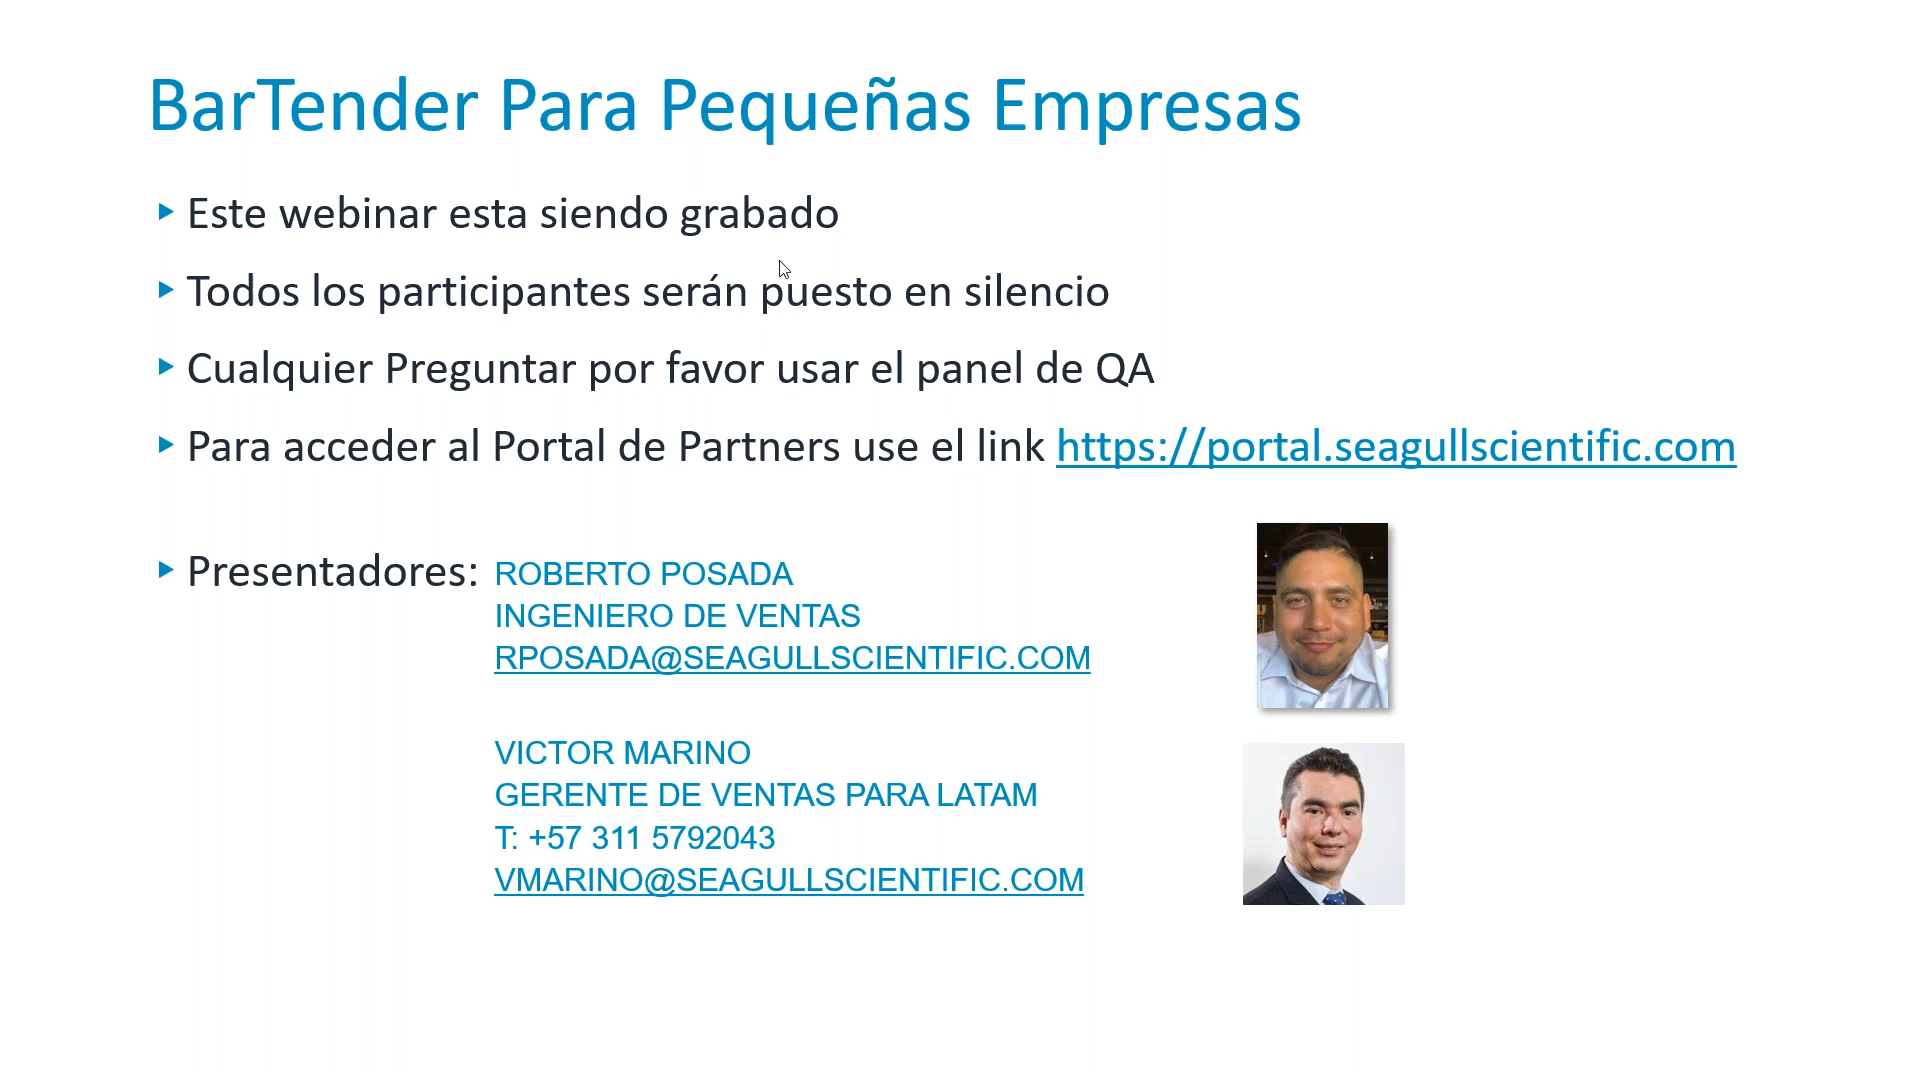 BarTender Para Pequeñas Empresas
Este webinar esta siendo grabado
Todos los participantes serán puesto en silencio
Cualquier Preguntar por favor usar el panel de QA
Para acceder al Portal de Partners use el link https://portal.seagullscientific.com
Presentadores: ROBERTO POSADA
INGENIERO DE VENTAS
RPOSADA@SEAGULLSCIENTIFIC.COM
VICTOR MARINO
GERENTE DE VENTAS PARA LATAM
T: +57 311 5792043
VMARINO@SEAGULLSCIENTIFIC.COM